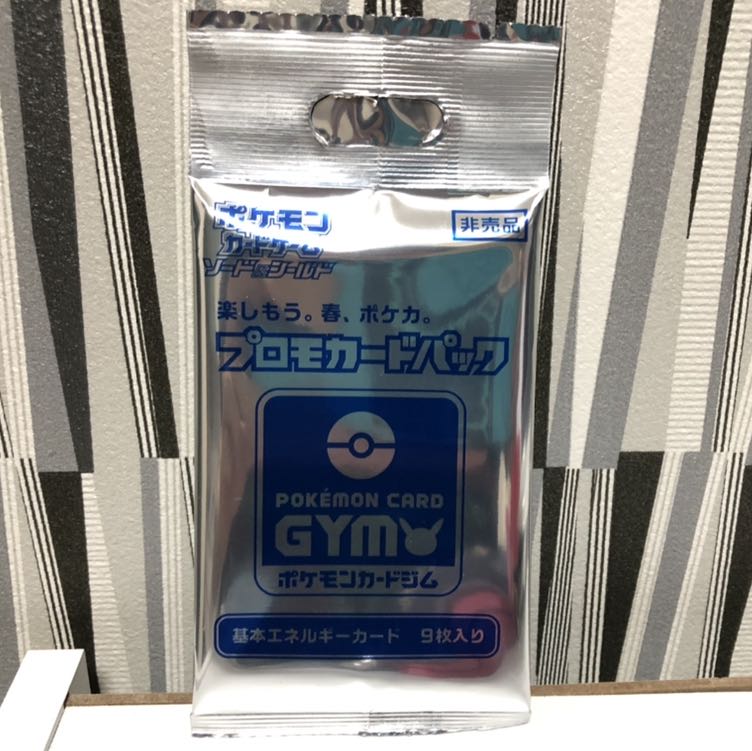 ポケモン
カードゲーム
ソード&シールド
非売品
楽しもう。春、ポケカ。
プロモカードパック
POKÉMON CARD
GYM
ポケモンカードジム
基本エネルギーカード 9枚入り